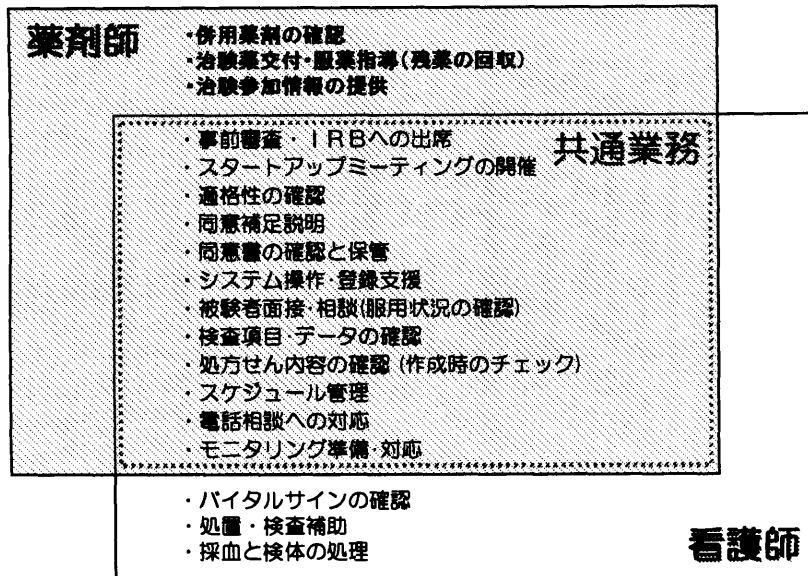 薬剤師
・併用薬剤の確認
・治験薬交付・服薬指導(残薬の回収)
・治験参加情報の提供
共通業務
・事前審査・IRBへの出席
・スタートアップミーティングの開催
・適格性の確認
・同意補足説明
・同意書の確認と保管
・システム操作・登録支援
・被験者面接・相談(服用状況の確認)
・検査項目・データの確認
・処方せん内容の確認(作成時のチェック)
・スケジュール管理
・電話相談への対応
・モニタリング準備・対応
・バイタルサインの確認
・処置・検査補助
・採血と検体の処理
看護師